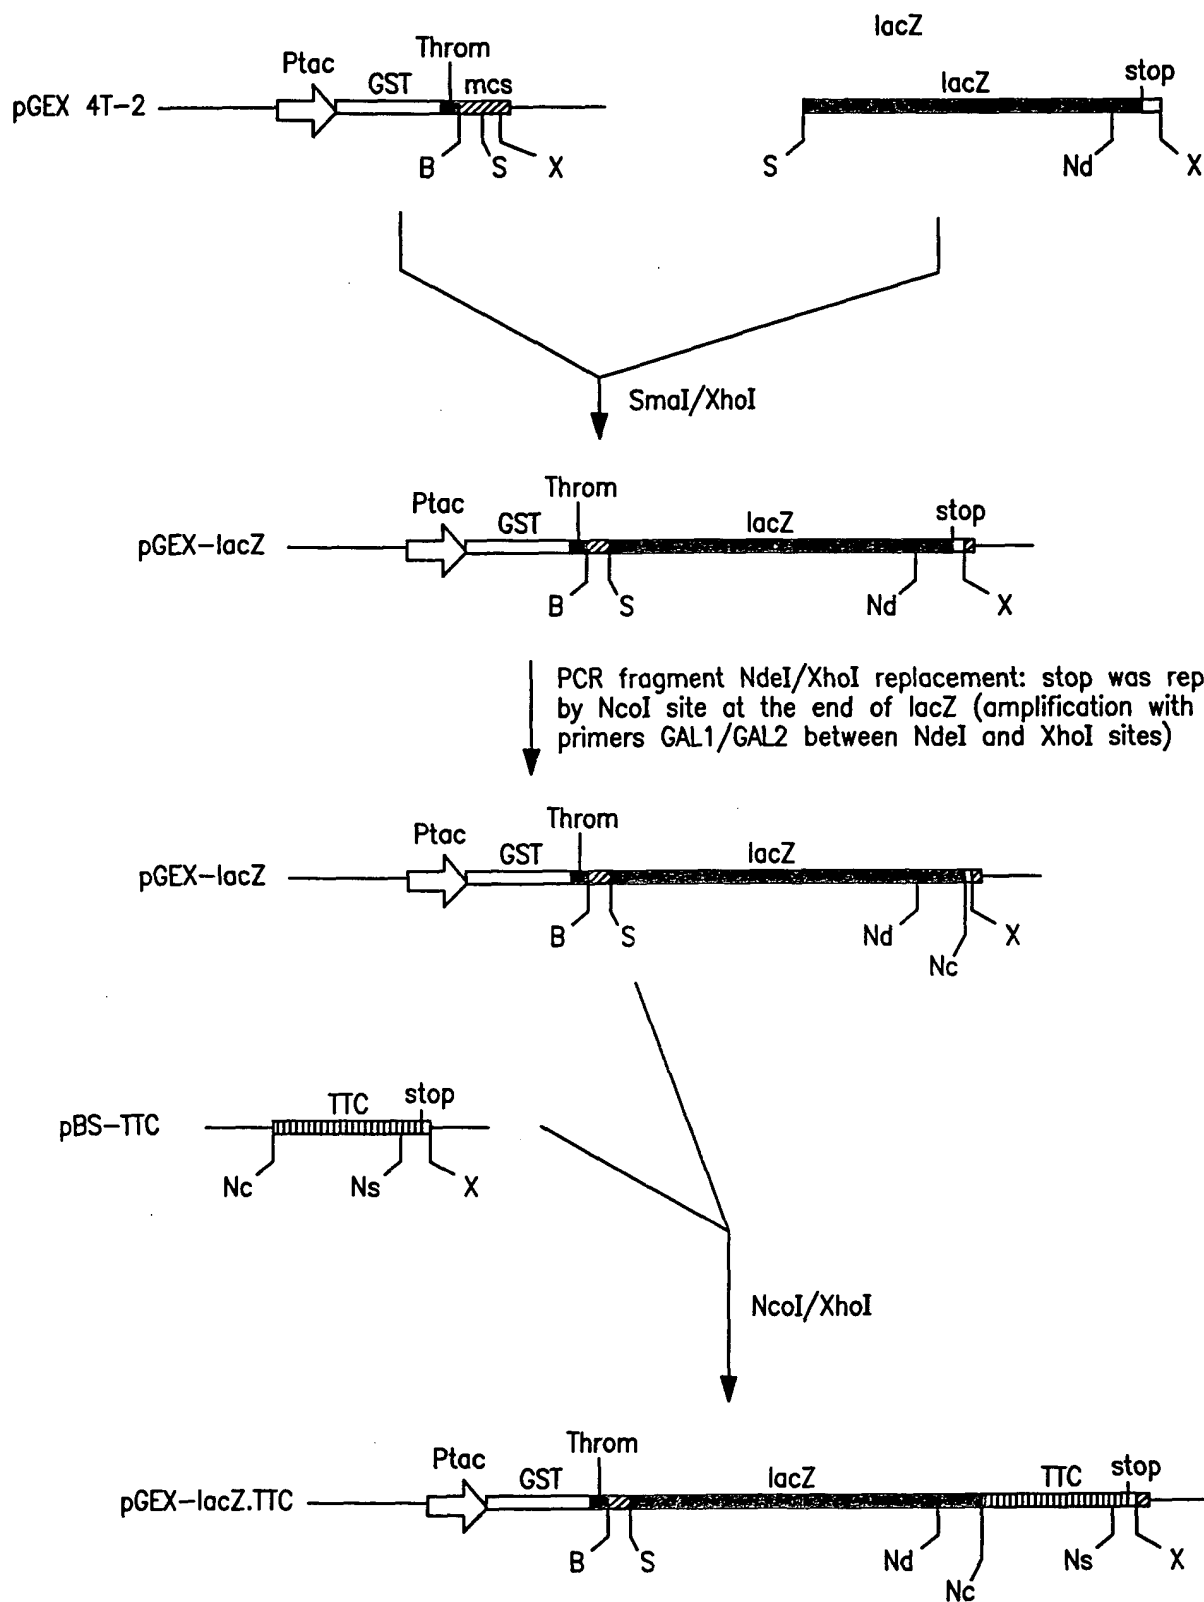 lacZ
Throm
Ptac
GST
mcs
lacZ
stop
pGEX 4T-2
B
S
X
S
Nd
X
SmaI/XhoI
Throm
Ptac
GST
lacZ
stop
pGEX-lacZ
B
S
Nd
X
PCR fragment NdeI/XhoI replacement: stop was rep
by NcoI site at the end of lacZ (amplification with
primers GAL1/GAL2 between NdeI and XhoI sites)
Throm
Ptac
GST
lacZ
pGEX-lacZ
B
S
Nd
Nc
X
TTC
stop
pBS-TTC
Nc
Ns
X
NcoI/XhoI
Throm
Ptac
GST
lacZ
TTC
stop
pGEX-lacZ.TTC
B
S
Nd
Nc
Ns
X